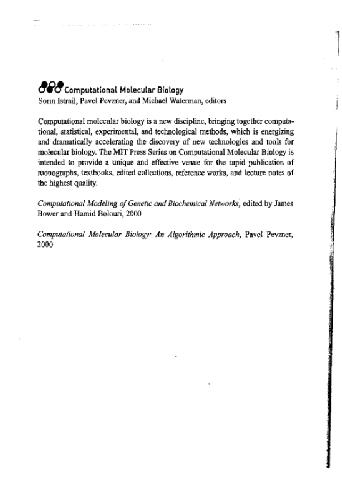 Computational Molecular Biology
Sorin Istrail, Pavel Pevzner, and Michael Waterman, editors
Computational molecular biology is a new discipline, bringing together computa-
tional, statistical, experimental, and technological methods, which is energizing
and dramatically accelerating the discovery of new technologies and tools for
molecular biology. The MIT Press Series on Computational Molecular Biology is
intended to provide a unique and effective venue for the rapid publication of
monographs, textbooks, edited collections, reference works, and lecture notes of
the highest quality.
Computational Modeling of Genetic and Biochemical Networks, edited by James
Bower and Hamid Bolouri, 2000
Computational Molecular Biology: An Algorithmic Approach, Pavel Pevzner,
2000